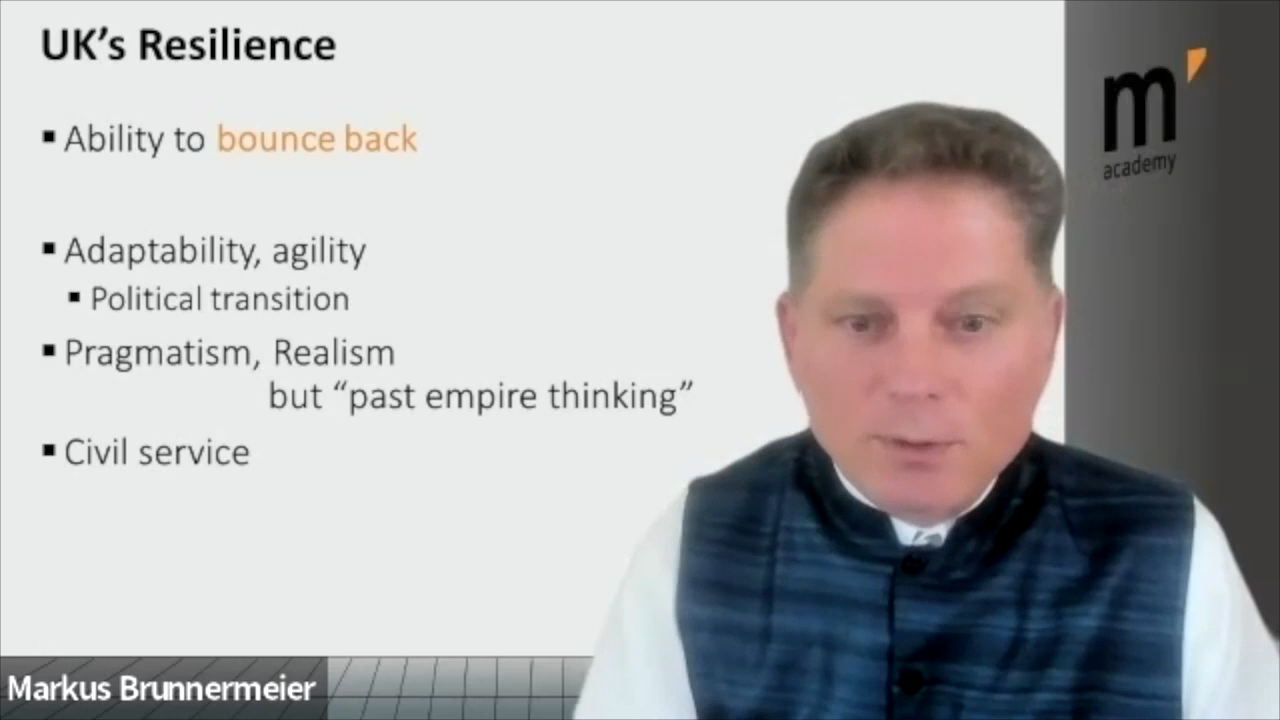 UK’s Resilience
▪ Ability to bounce back
▪ Adaptability, agility
▪ Political transition
▪ Pragmatism, Realism
but “past empire thinking”
▪ Civil service
m’
academy
Markus Brunnermeier